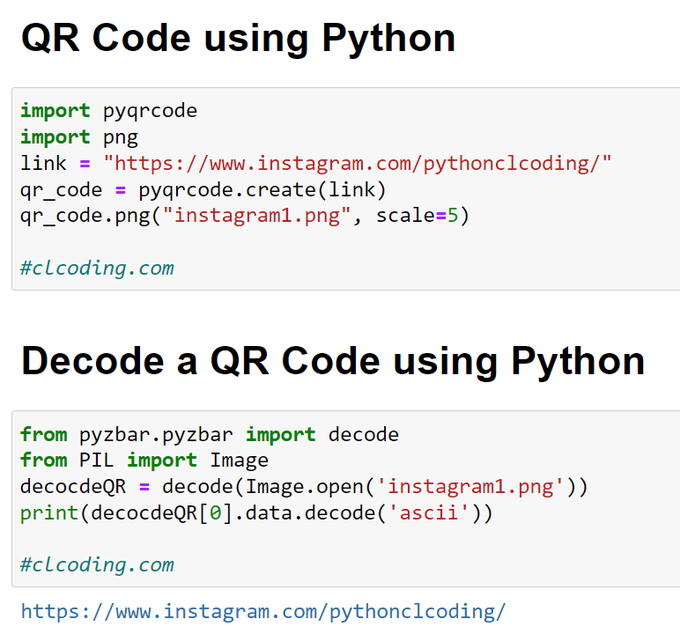 QR Code using Python
import pyqrcode
import png
link = "https://www.instagram.com/pythonclcoding/"
qr_code = pyqrcode.create(link)
qr_code.png("instagram1.png", scale=5)
#clcoding.com
Decode a QR Code using Python
from pyzbar.pyzbar import decode
from PIL import Image
decocdeQR = decode(Image.open('instagram1.png'))
print(decocdeQR[0].data.decode('ascii'))
#clcoding.com
https://www.instagram.com/pythonclcoding/